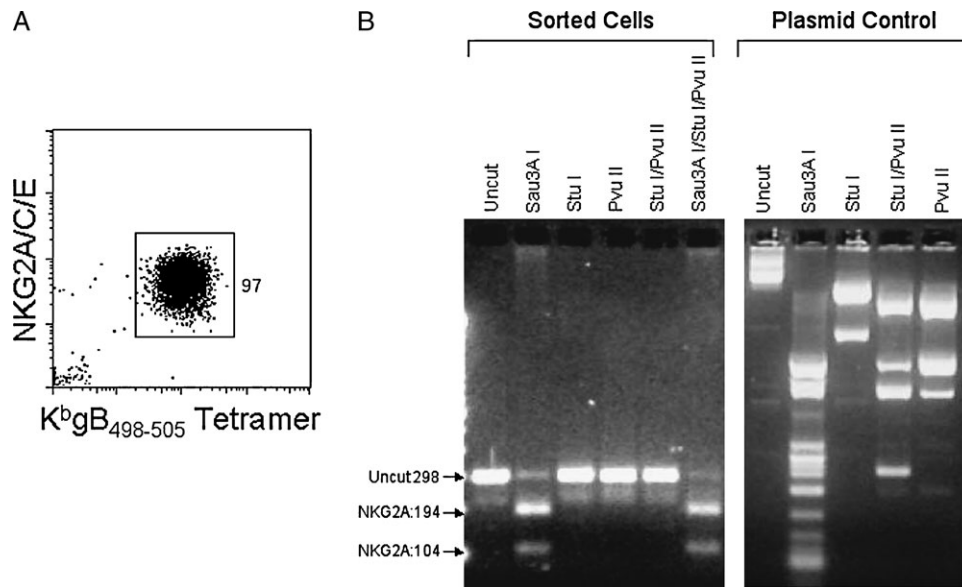 A
NKG2A/C/E
97
KᵇgB₄₉₈₋₅₀₅ Tetramer
B
Sorted Cells
Plasmid Control
Uncut
Sau3A I
Stu I
Pvu II
Stu I/Pvu II
Sau3A I/Stu I/Pvu II
Uncut
Sau3A I
Stu I
Stu I/Pvu II
Pvu II
Uncut298
NKG2A:194
NKG2A:104